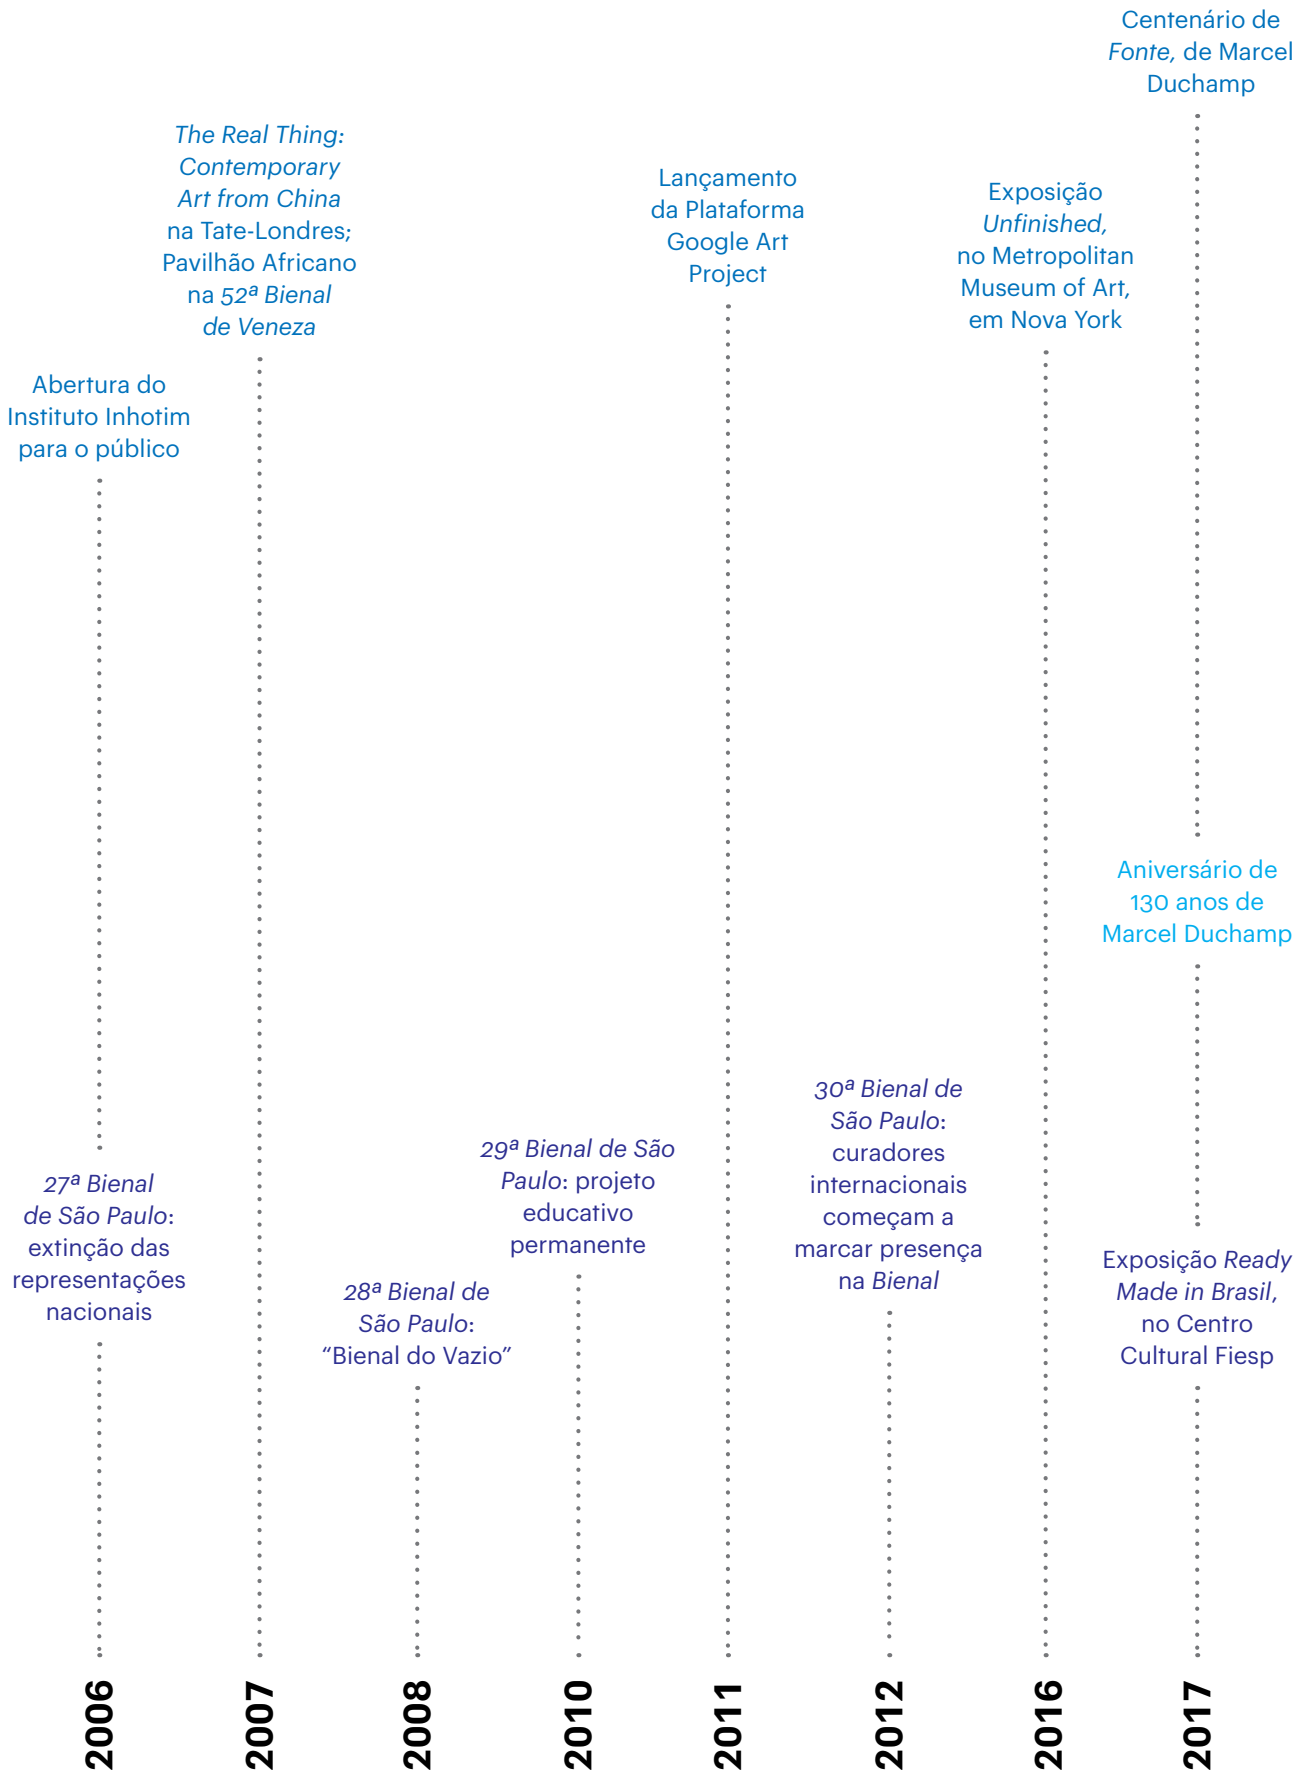 Centenário de
Fonte, de Marcel
Duchamp
The Real Thing:
Contemporary
Art from China
na Tate-Londres;
Pavilhão Africano
na 52ª Bienal
de Veneza
Lançamento
da Plataforma
Google Art
Project
Exposição
Unfinished,
no Metropolitan
Museum of Art,
em Nova York
Abertura do
Instituto Inhotim
para o público
Aniversário de
130 anos de
Marcel Duchamp
27ª Bienal
de São Paulo:
extinção das
representações
nacionais
28ª Bienal de
São Paulo:
“Bienal do Vazio”
29ª Bienal de São
Paulo: projeto
educativo
permanente
30ª Bienal de
São Paulo:
curadores
internacionais
começam a
marcar presença
na Bienal
Exposição Ready
Made in Brasil,
no Centro
Cultural Fiesp
2006
2007
2008
2010
2011
2012
2016
2017